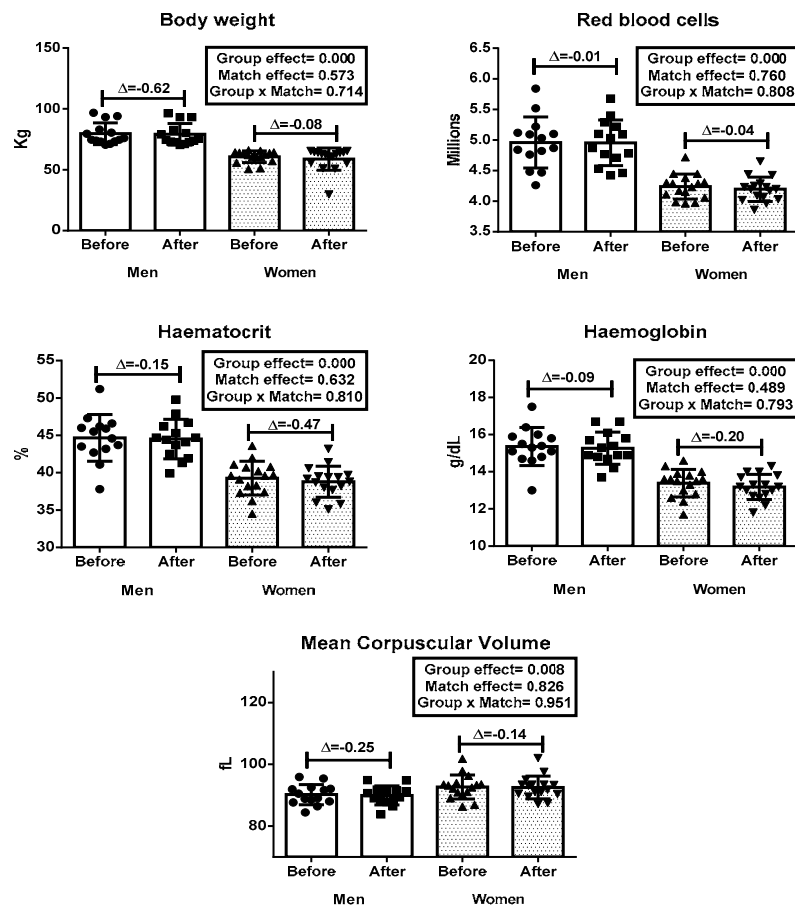 Body weight
Group effect= 0.000
Match effect= 0.573
Group x Match= 0.714
Δ=-0.62
Δ=-0.08
150
100
50
0
Kg
Before
After
Before
After
Men
Women
Red blood cells
Group effect= 0.000
Match effect= 0.760
Group x Match= 0.808
Δ=-0.01
Δ=-0.04
6.5
6.0
5.5
5.0
4.5
4.0
3.5
Millions
Before
After
Before
After
Men
Women
Haematocrit
Group effect= 0.000
Match effect= 0.632
Group x Match= 0.810
Δ=-0.15
Δ=-0.47
55
50
45
40
35
30
%
Before
After
Before
After
Men
Women
Haemoglobin
Group effect= 0.000
Match effect= 0.489
Group x Match= 0.793
Δ=-0.09
Δ=-0.20
20
18
16
14
12
10
g/dL
Before
After
Before
After
Men
Women
Mean Corpuscular Volume
Group effect= 0.008
Match effect= 0.826
Group x Match= 0.951
Δ=-0.25
Δ=-0.14
120
100
80
fL
Before
After
Before
After
Men
Women